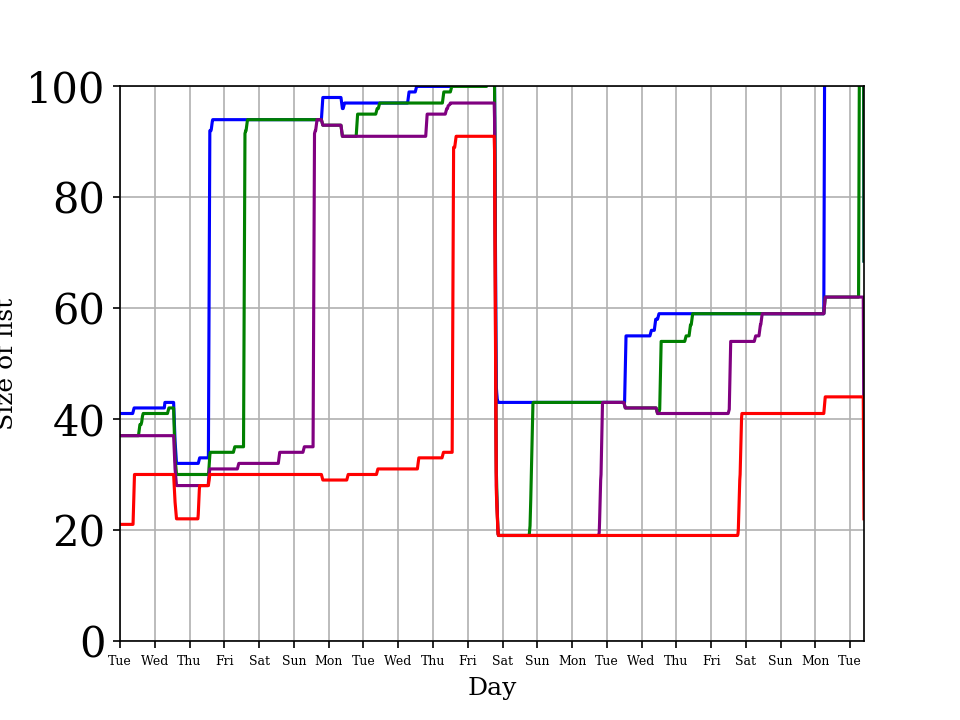 100
80
60
40
20
0
Size of list
Tue Wed Thu Fri Sat Sun Mon Tue Wed Thu Fri Sat Sun Mon Tue Wed Thu Fri Sat Sun Mon Tue
Day